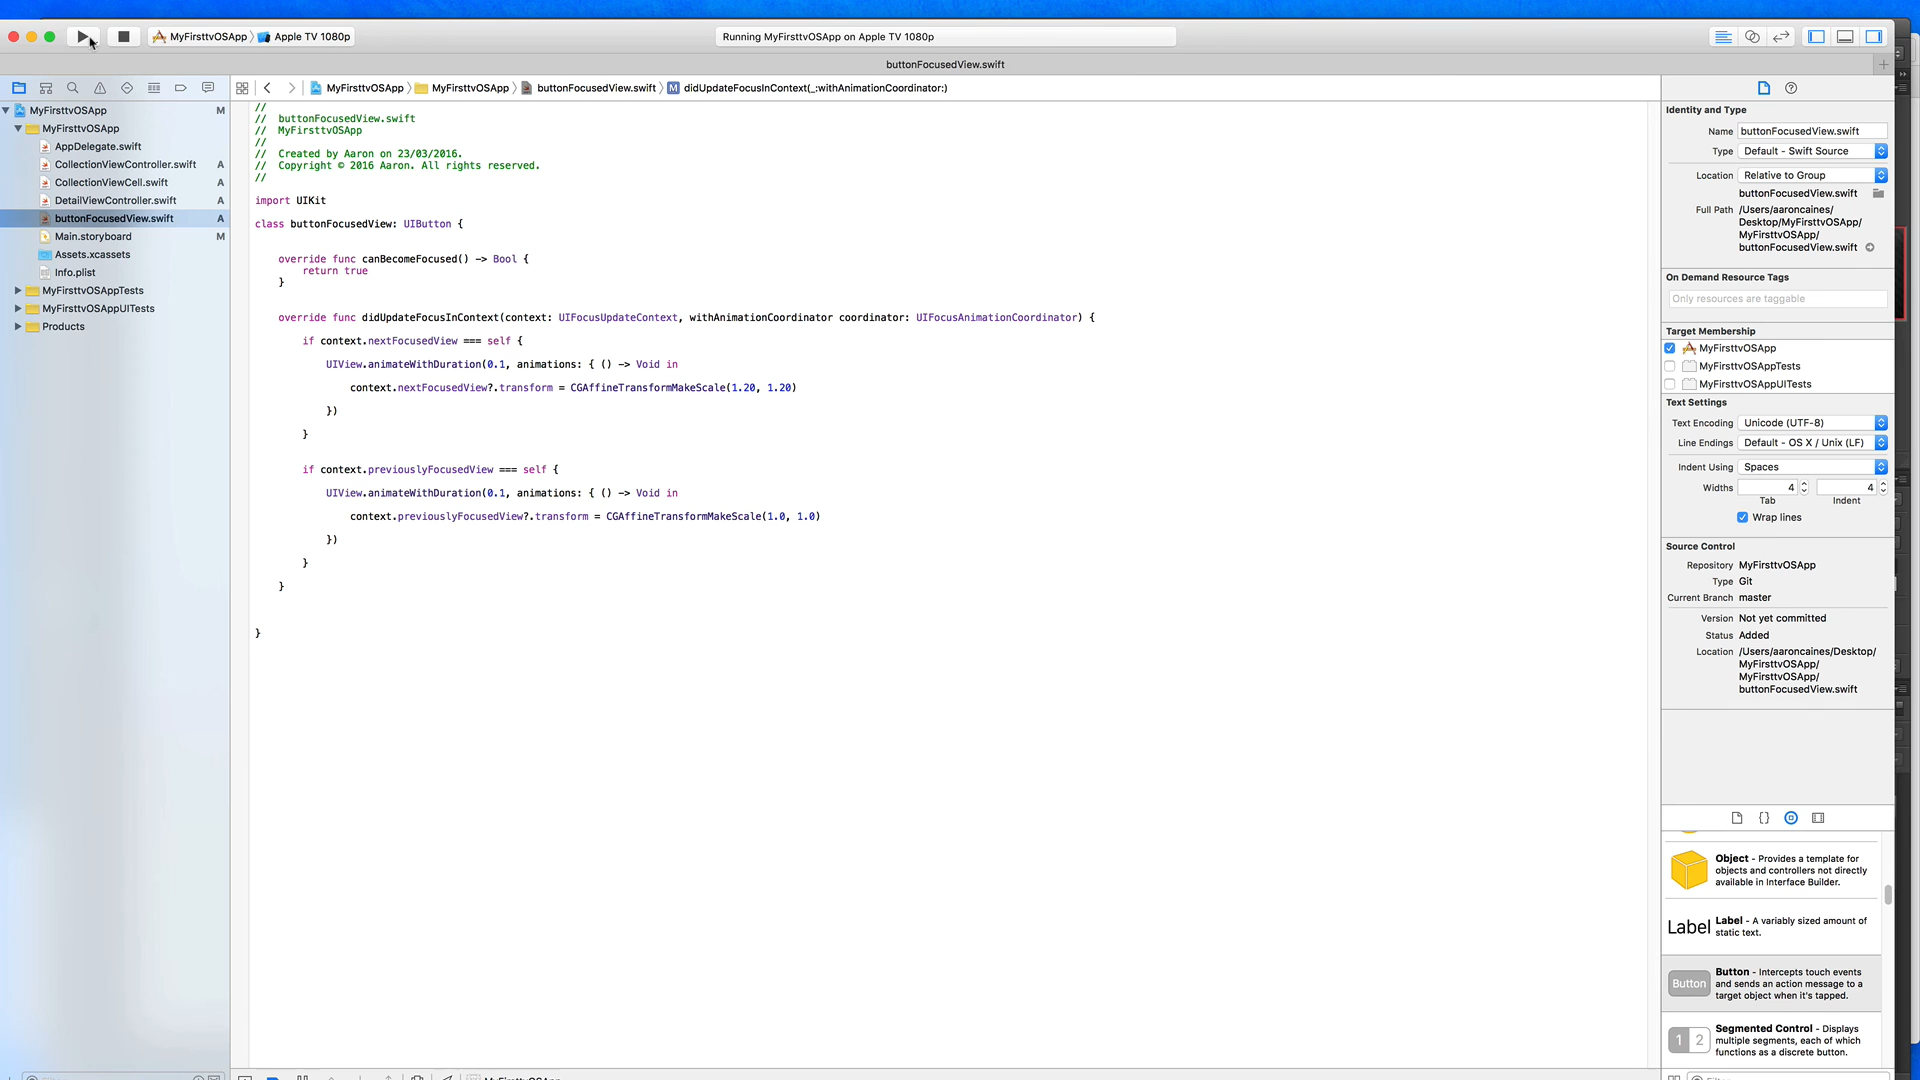 MyFirsttvOSApp Apple TV 1080p
Running MyFirsttvOSApp on Apple TV 1080p
buttonFocusedView.swift
MyFirsttvOSApp MyFirsttvOSApp buttonFocusedView.swift M didUpdateFocusInContext(_:withAnimationCoordinator:)
MyFirsttvOSApp M
MyFirsttvOSApp
AppDelegate.swift
CollectionViewController.swift A
CollectionViewCell.swift A
DetailViewController.swift A
buttonFocusedView.swift A
Main.storyboard M
Assets.xcassets
Info.plist
MyFirsttvOSAppTests
MyFirsttvOSAppUITests
Products
//
// buttonFocusedView.swift
// MyFirsttvOSApp
//
// Created by Aaron on 23/03/2016.
// Copyright © 2016 Aaron. All rights reserved.
//
import UIKit
class buttonFocusedView: UIButton {
override func canBecomeFocused() -> Bool {
return true
}
override func didUpdateFocusInContext(context: UIFocusUpdateContext, withAnimationCoordinator coordinator: UIFocusAnimationCoordinator) {
if context.nextFocusedView === self {
UIView.animateWithDuration(0.1, animations: { () -> Void in
context.nextFocusedView?.transform = CGAffineTransformMakeScale(1.20, 1.20)
})
}
if context.previouslyFocusedView === self {
UIView.animateWithDuration(0.1, animations: { () -> Void in
context.previouslyFocusedView?.transform = CGAffineTransformMakeScale(1.0, 1.0)
})
}
}
}
Identity and Type
Name buttonFocusedView.swift
Type Default - Swift Source
Location Relative to Group
buttonFocusedView.swift
Full Path /Users/aaroncaines/
Desktop/MyFirsttvOSApp/
MyFirsttvOSApp/
buttonFocusedView.swift
On Demand Resource Tags
Only resources are taggable
Target Membership
MyFirsttvOSApp
MyFirsttvOSAppTests
MyFirsttvOSAppUITests
Text Settings
Text Encoding Unicode (UTF-8)
Line Endings Default - OS X / Unix (LF)
Indent Using Spaces
Widths 4 4
Tab Indent
Wrap lines
Source Control
Repository MyFirsttvOSApp
Type Git
Current Branch master
Version Not yet committed
Status Added
Location /Users/aaroncaines/Desktop/
MyFirsttvOSApp/
MyFirsttvOSApp/
buttonFocusedView.swift
{}
Object - Provides a template for
objects and controllers not directly
available in Interface Builder.
Label Label - A variably sized amount of
static text.
Button Button - Intercepts touch events
and sends an action message to a
target object when it's tapped.
1 2 Segmented Control - Displays
multiple segments, each of which
functions as a discrete button.